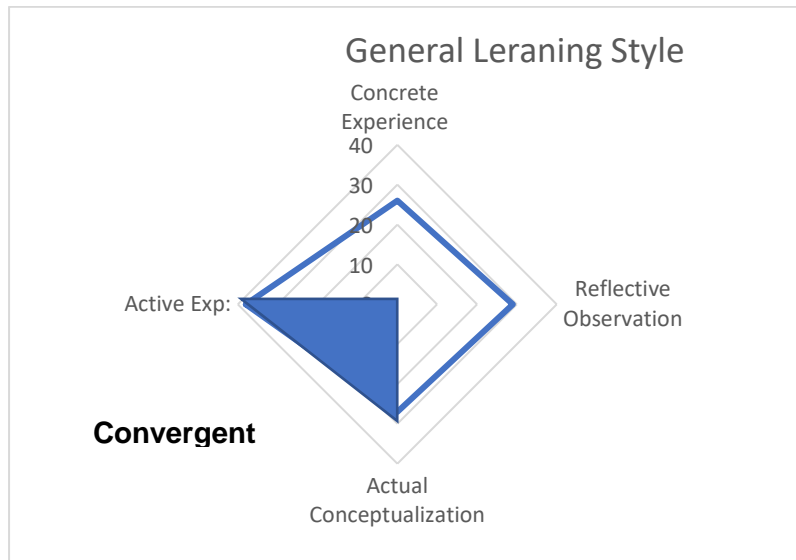 General Leraning Style
Concrete
Experience
40
30
20
10
Active Exp:
Reflective
Observation
Convergent
Actual
Conceptualization